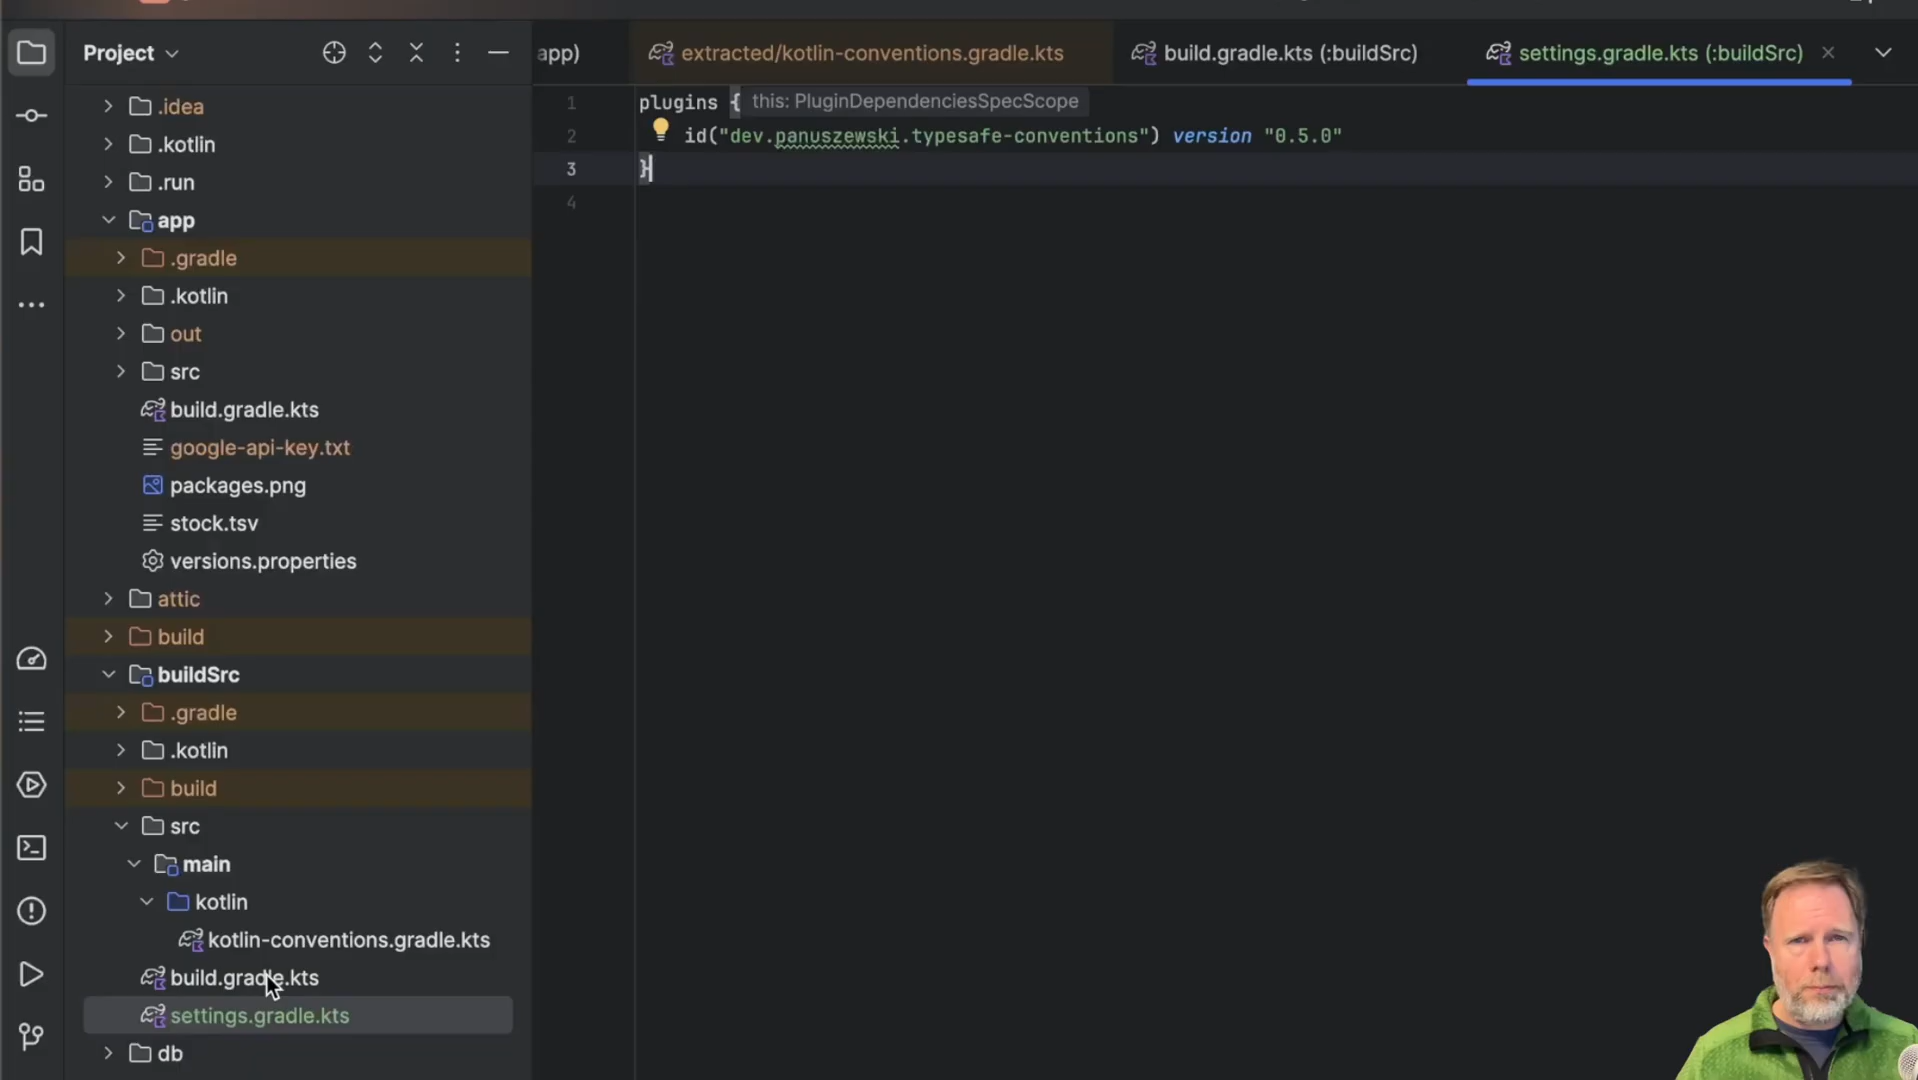 Project
app)
extracted/kotlin-conventions.gradle.kts
build.gradle.kts (:buildSrc)
settings.gradle.kts (:buildSrc)
.idea
.kotlin
.run
app
.gradle
.kotlin
out
src
build.gradle.kts
google-api-key.txt
packages.png
stock.tsv
versions.properties
attic
build
buildSrc
.gradle
.kotlin
build
src
main
kotlin
kotlin-conventions.gradle.kts
build.gradle.kts
settings.gradle.kts
db
1 plugins { this: PluginDependenciesSpecScope
2 id("dev.panuszewski.typesafe-conventions") version "0.5.0"
3 }
4